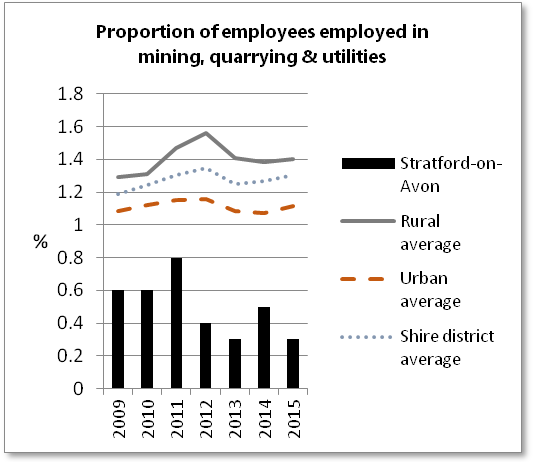 Proportion of employees employed in
mining, quarrying & utilities
1.8
1.6
1.4
1.2
1
0.8
0.6
0.4
0.2
0
%
2009
2010
2011
2012
2013
2014
2015
Stratford-on-
Avon
Rural
average
Urban
average
Shire district
average